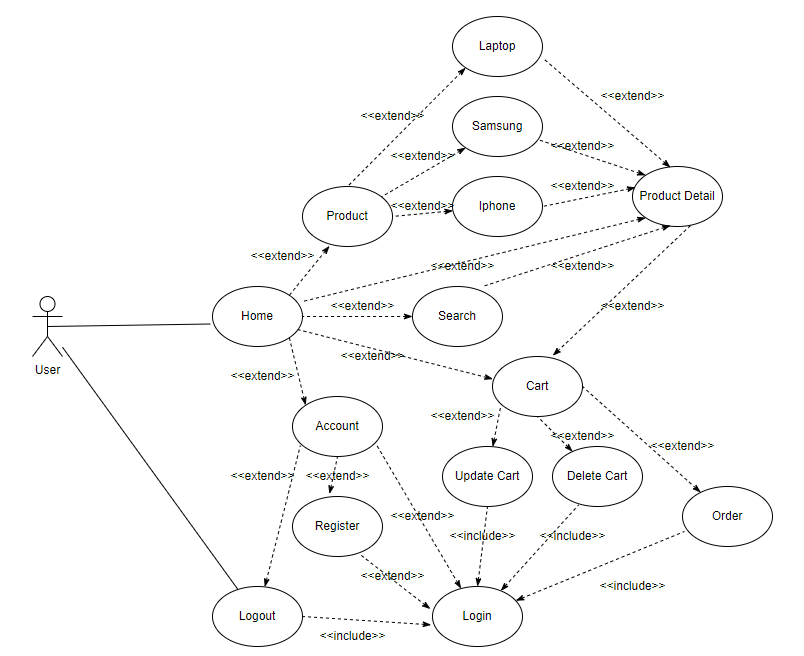 Laptop
<<extend>>
<<extend>>
Samsung
<<extend>>
<<extend>>
<<extend>>
Product Detail
Product
<<extend>>
Iphone
<<extend>>
<<extend>>
<<extend>>
Home
<<extend>>
Search
<<extend>>
User
<<extend>>
<<extend>>
Cart
Account
<<extend>>
<<extend>>
<<extend>>
<<extend>>
<<extend>>
Update Cart
Delete Cart
Register
<<extend>>
Order
<<include>>
<<include>>
<<extend>>
<<include>>
Logout
Login
<<include>>